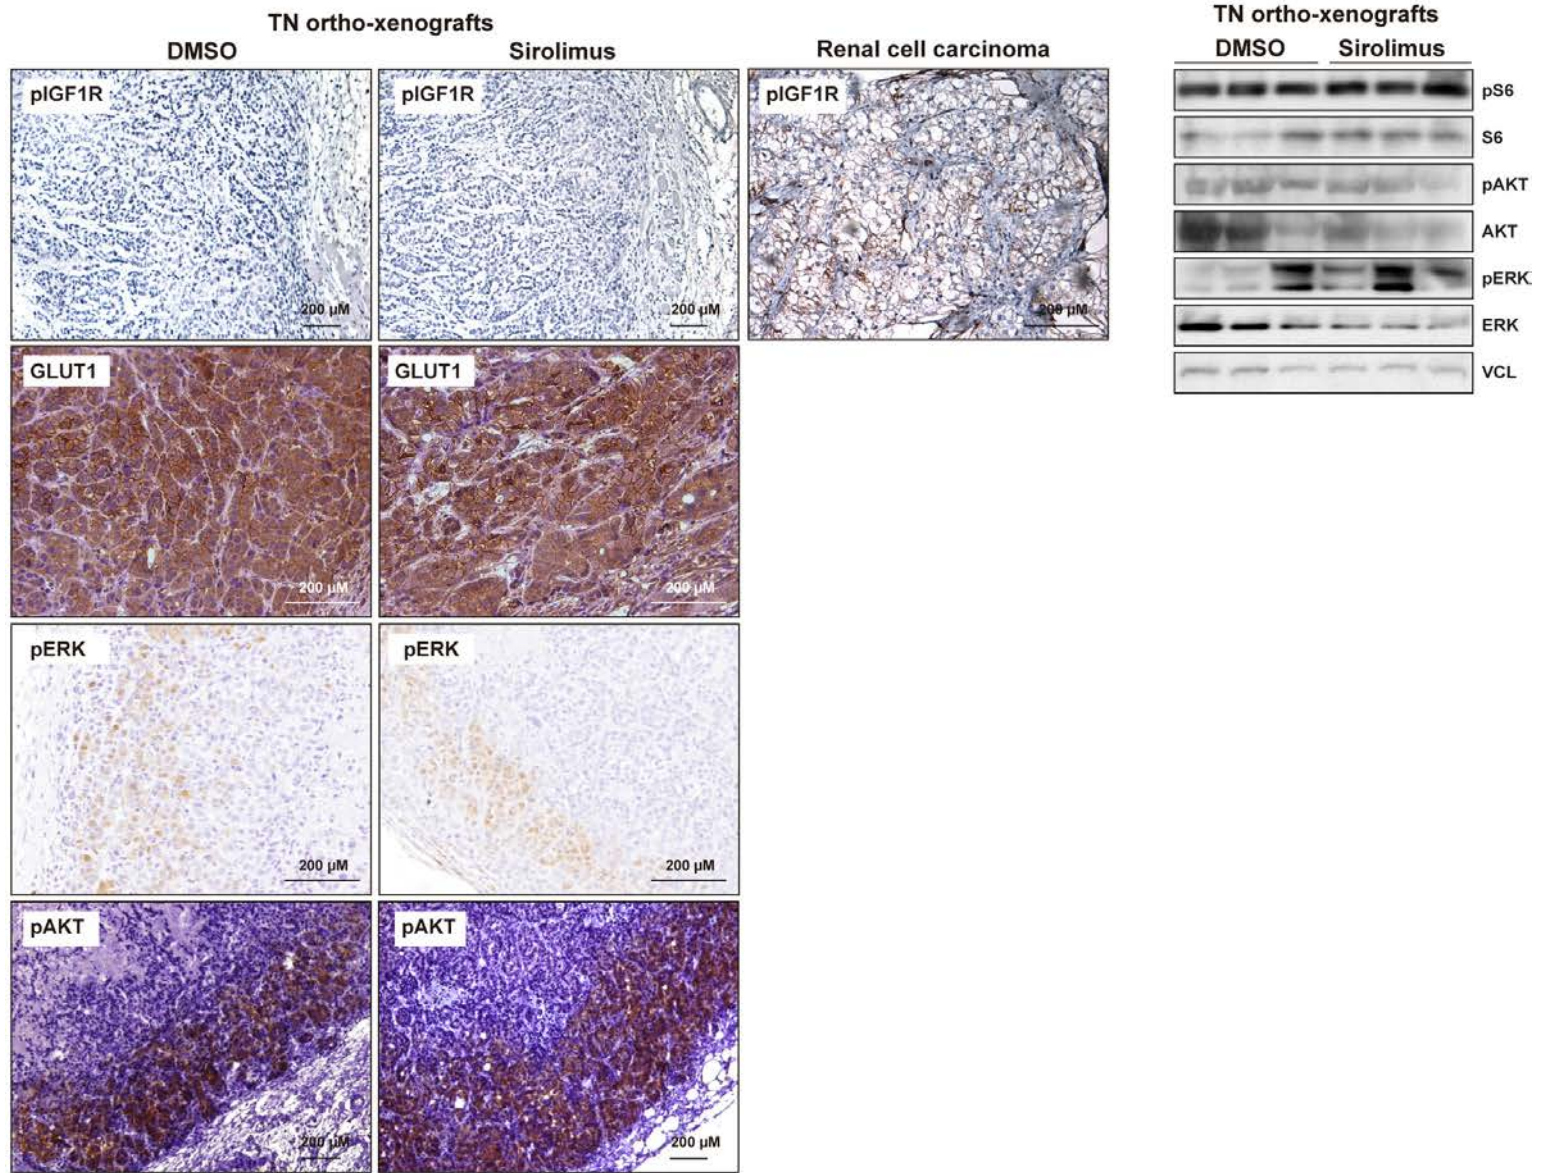 TN ortho-xenografts
DMSO
Sirolimus
Renal cell carcinoma
pIGF1R
200 µM
pIGF1R
200 µM
pIGF1R
200 µM
GLUT1
200 µM
GLUT1
200 µM
pERK
200 µM
pERK
200 µM
pAKT
200 µM
pAKT
200 µM
TN ortho-xenografts
DMSO
Sirolimus
pS6
S6
pAKT
AKT
pERK
ERK
VCL